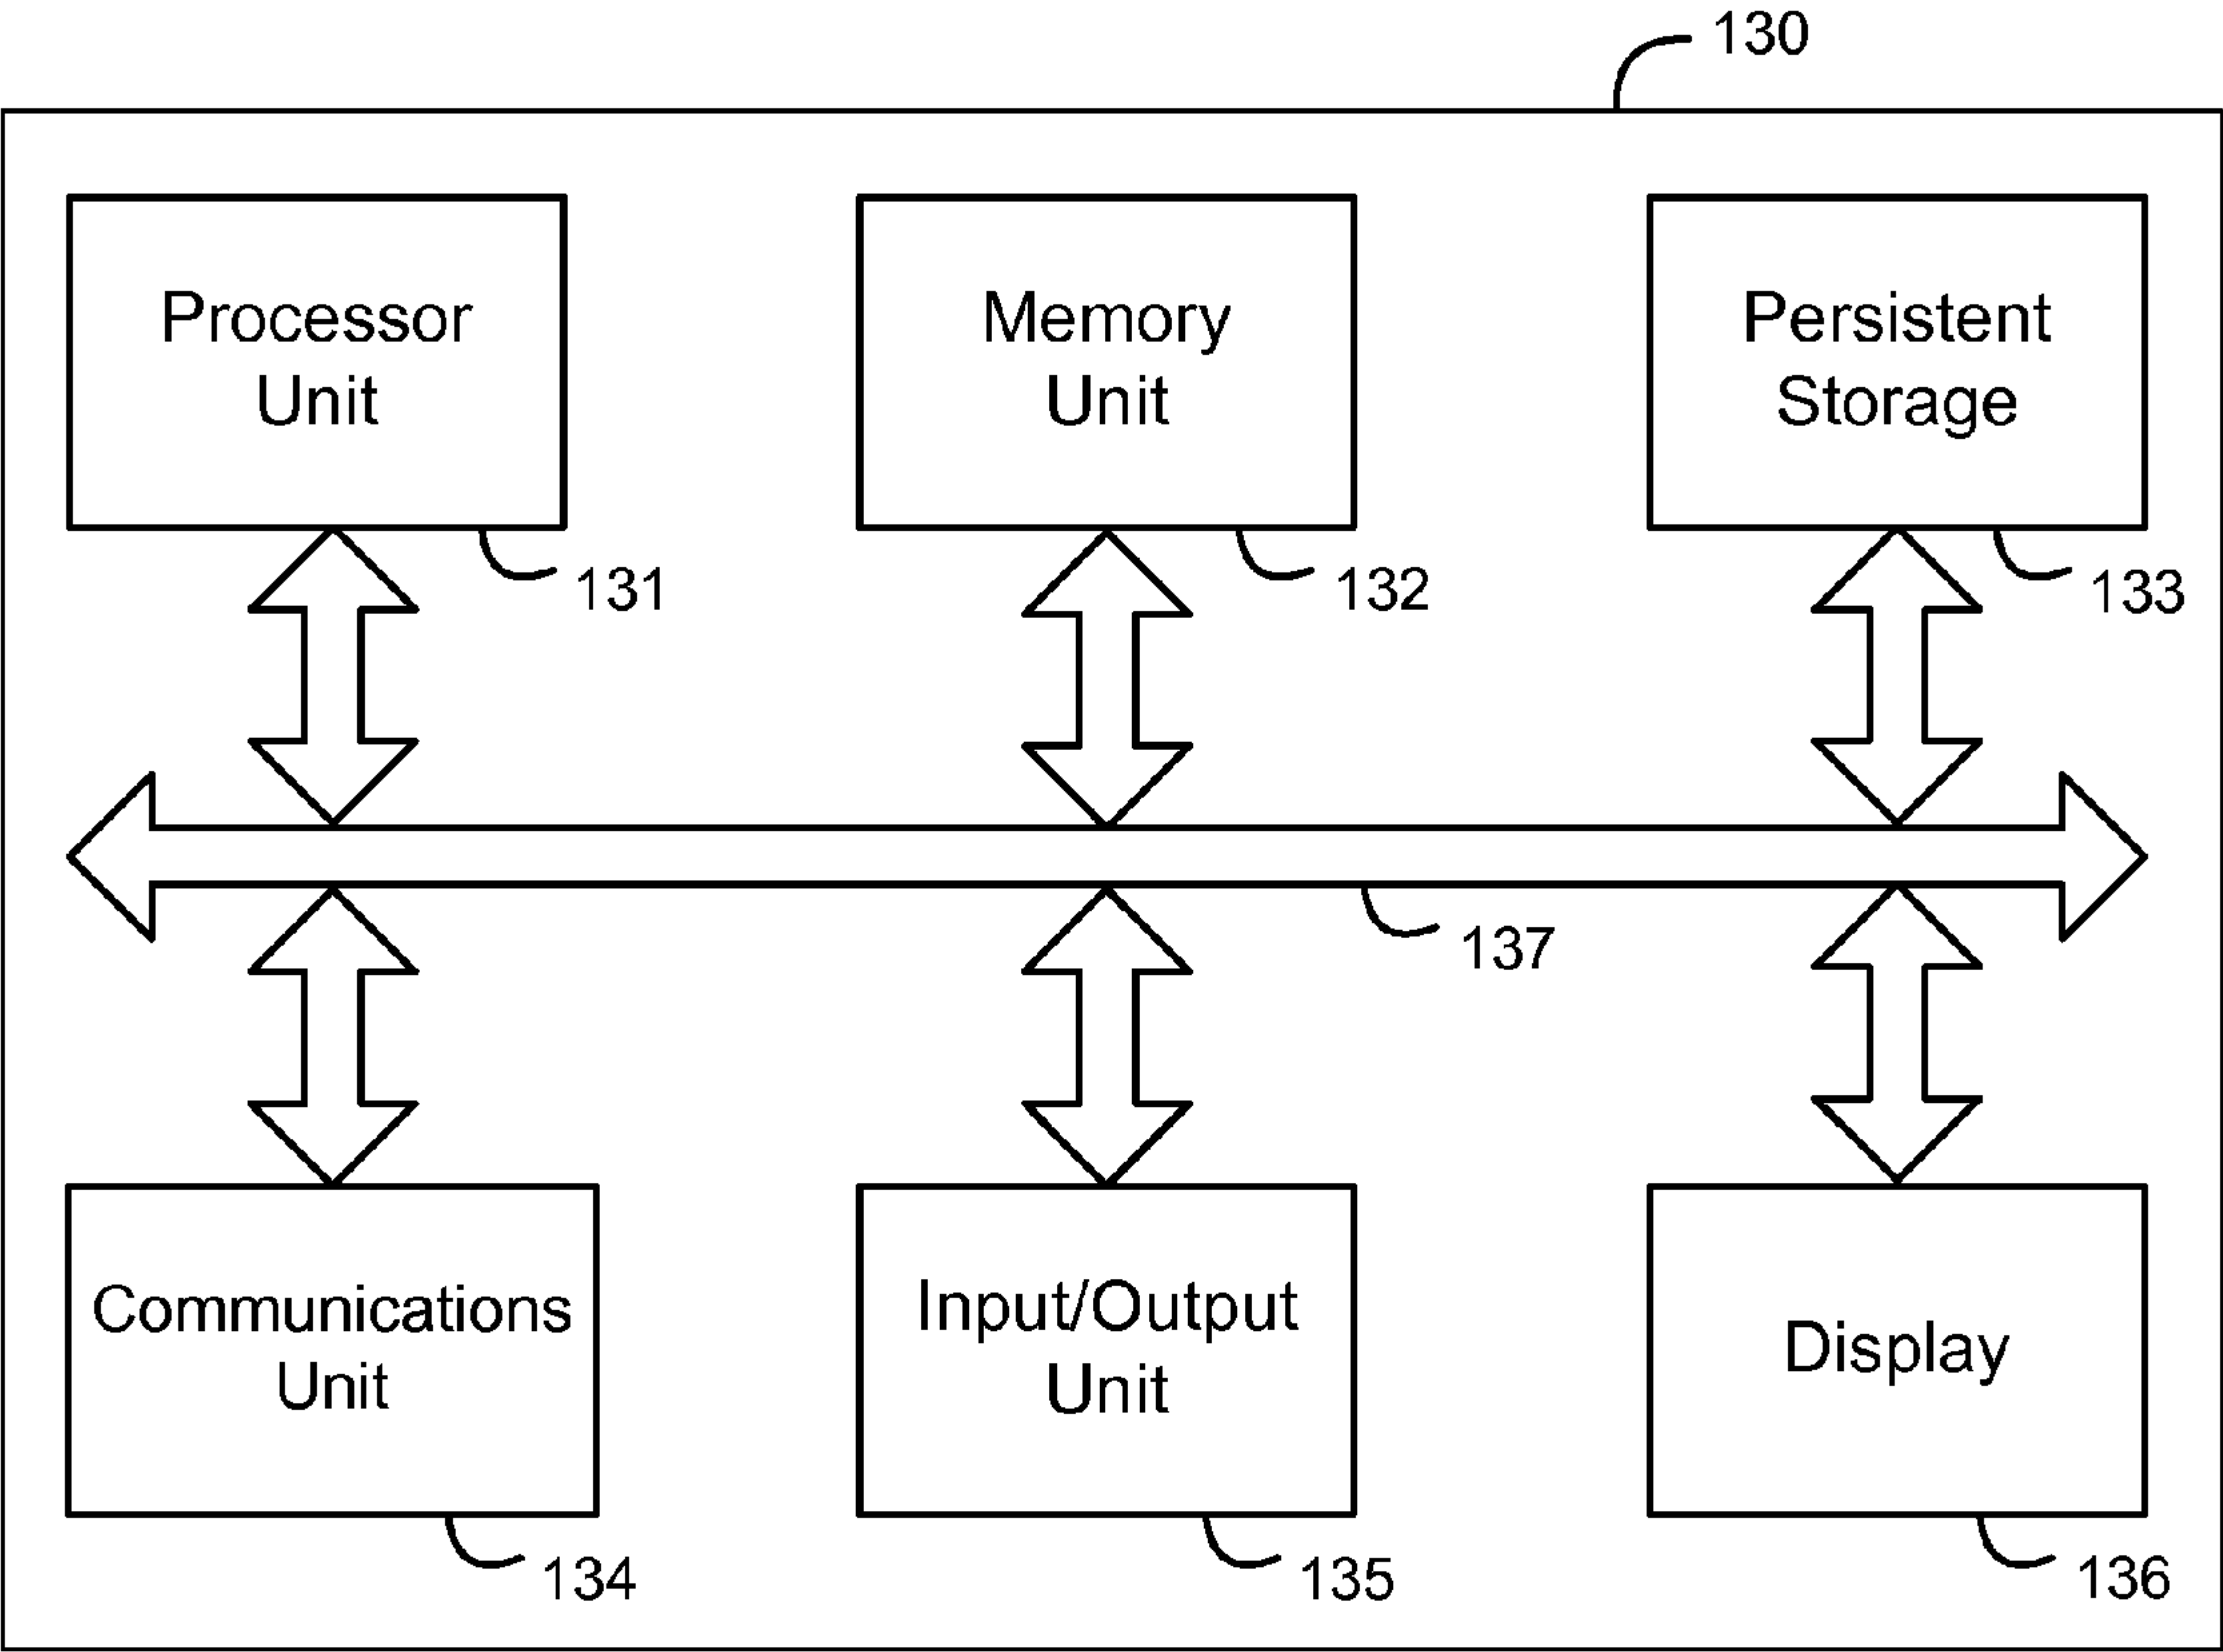 130
Processor
Unit
131
Memory
Unit
132
Persistent
Storage
133
137
Communications
Unit
134
Input/Output
Unit
135
Display
136